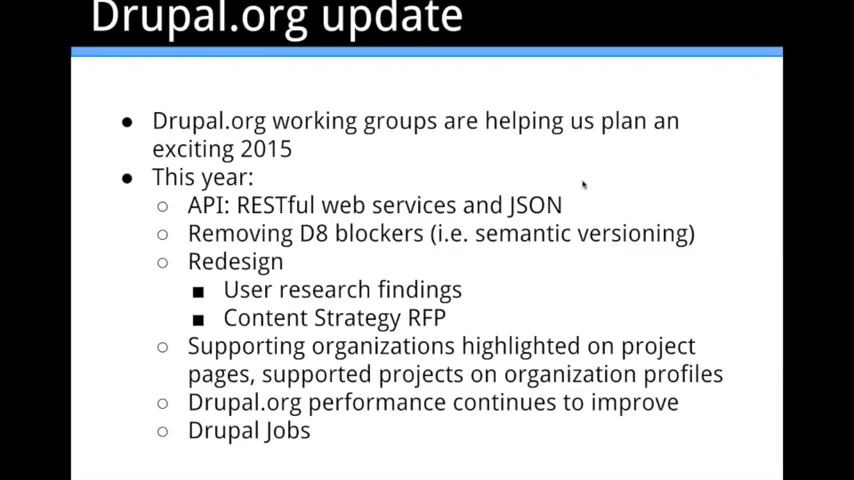 Drupal.org update
● Drupal.org working groups are helping us plan an
exciting 2015
● This year:
○ API: RESTful web services and JSON
○ Removing D8 blockers (i.e. semantic versioning)
○ Redesign
■ User research findings
■ Content Strategy RFP
○ Supporting organizations highlighted on project
pages, supported projects on organization profiles
○ Drupal.org performance continues to improve
○ Drupal Jobs